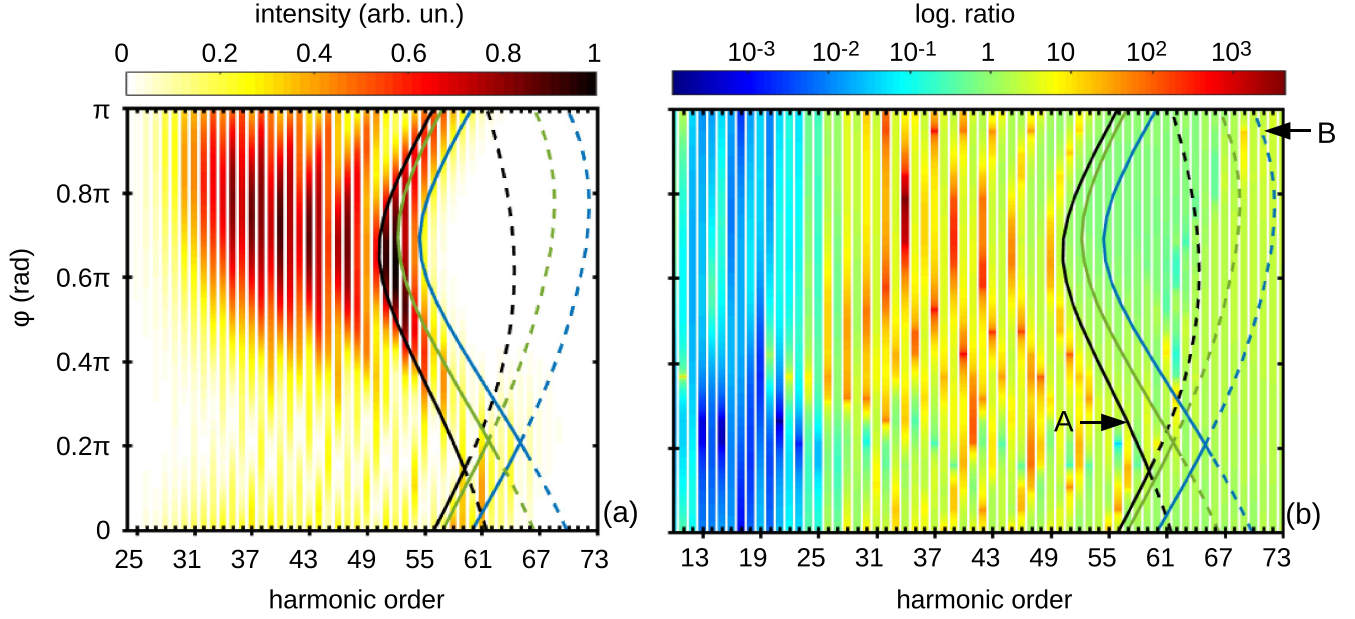 intensity (arb. un.)
0 0.2 0.4 0.6 0.8 1
π
0.8π
0.6π
0.4π
0.2π
0
φ (rad)
25 31 37 43 49 55 61 67 73
harmonic order
(a)
log. ratio
10-3 10-2 10-1 1 10 10² 10³
B
A
(b)
13 19 25 31 37 43 49 55 61 67 73
harmonic order